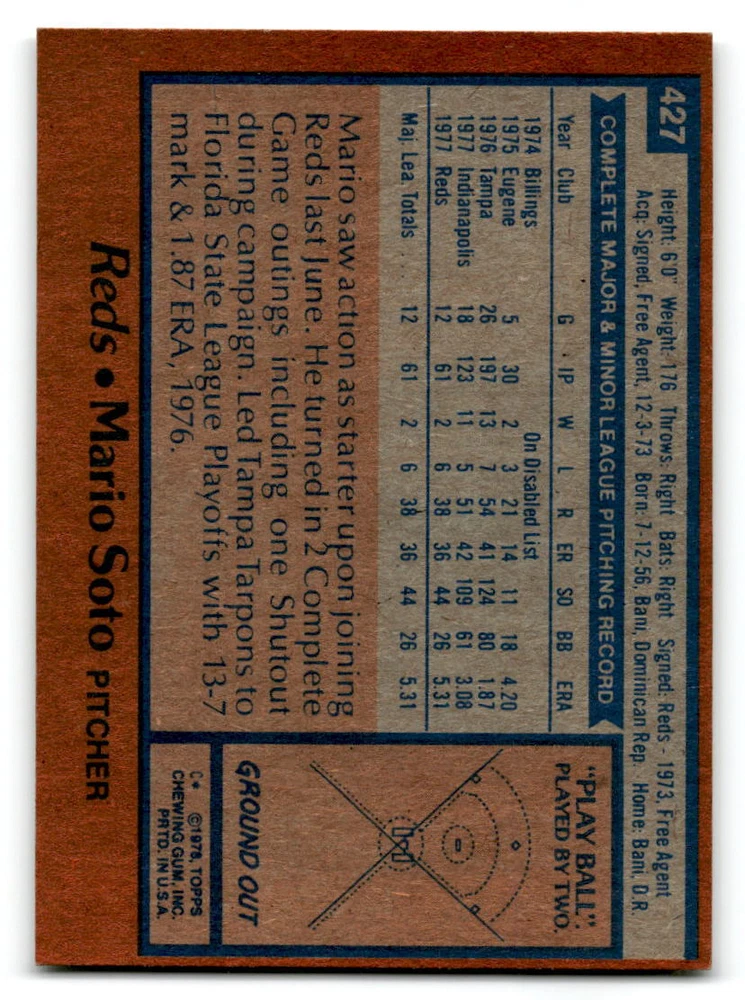 427
Height: 6'0" Weight: 176 Throws: Right Bats: Right Signed: Reds - 1973, Free Agent
Acq: Signed, Free Agent, 12-3-73 Born: 7-12-56, Bani, Dominican Rep. Home: Bani, D.R.
COMPLETE MAJOR & MINOR LEAGUE PITCHING RECORD
Year Club G IP W L R ER SO BB ERA
1974 Billings On Disabled List
1975 Eugene 5 30 2 3 21 14 11 18 4.20
1976 Tampa 26 197 13 7 54 41 124 80 1.87
1977 Indianapolis 18 123 11 5 51 42 109 61 3.08
1977 Reds 12 61 2 6 38 36 44 26 5.31
Maj. Lea. Totals . . . 12 61 2 6 38 36 44 26 5.31
Mario saw action as starter upon joining
Reds last June. He turned in 2 Complete
Game outings including one Shutout
during campaign. Led Tampa Tarpons to
Florida State League Playoffs with 13-7
mark & 1.87 ERA, 1976.
"PLAY BALL".
PLAYED BY TWO.
GROUND OUT
C* ©1978, TOPPS
CHEWING GUM, INC.
PRTD. IN U.S.A.
Reds • Mario Soto PITCHER